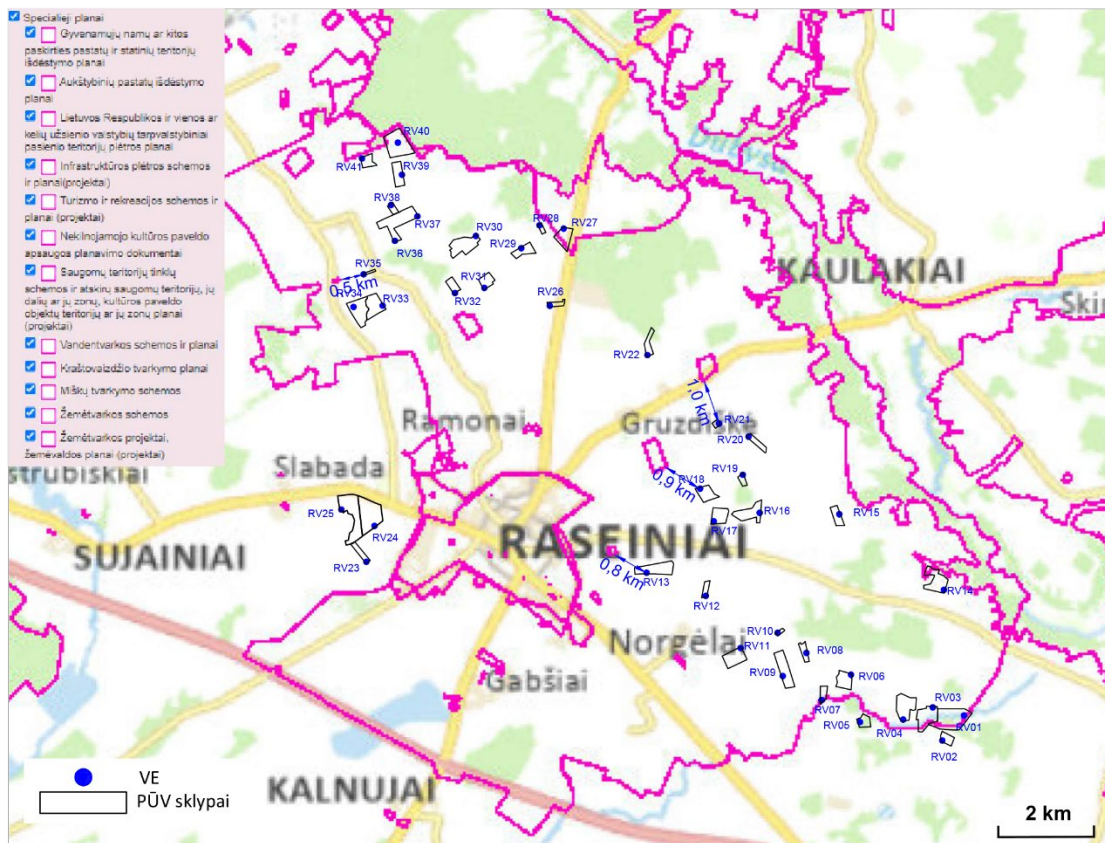 Specialieji planai
Gyvenamųjų namų ar kitos
paskirties pastatų ir statinių teritorijų
išdėstymo planai
Aukštybinių pastatų išdėstymo
planai
Lietuvos Respublikos ir vienos ar
kelių užsienio valstybių tarpvalstybiniai
pasienio teritorijų plėtros planai
Infrastruktūros plėtros schemos
ir planai(projektai)
Turizmo ir rekreacijos schemos ir
planai (projektai)
Nekilnojamojo kultūros paveldo
apsaugos planavimo dokumentai
Saugomų teritorijų tinklų
schemos ir atskirų saugomų teritorijų, jų
dalių ar jų zonų, kultūros paveldo
objektų teritorijų ar jų zonų planai
(projektai)
Vandentvarkos schemos ir planai
Kraštovaizdžio tvarkymo planai
Miškų tvarkymo schemos
Žemėtvarkos schemos
Žemėtvarkos projektai,
žemėvaldos planai (projektai)
RV40
RV41
RV39
Dubysa
RV38
RV37
RV36
RV30
RV29
RV28
RV27
KAULAKIAI
RV35
0,5 km
RV34
RV33
RV31
RV32
RV26
Ski
RV22
1,0 km
Ramonai
Gruzdiškė
RV21
RV20
strubiškiai
Slabada
RV19
RV18
0,9 km
RV25
RV24
RV17
RV16
RV15
SUJAINIAI
RASEINIAI
RV23
0,8 km
RV13
RV12
RV14
Norgėlai
RV10
RV11
RV08
RV09
RV06
Gabšiai
RV07
RV05
RV04
RV03
RV01
RV02
KALNUJAI
VE
PŪV sklypai
2 km